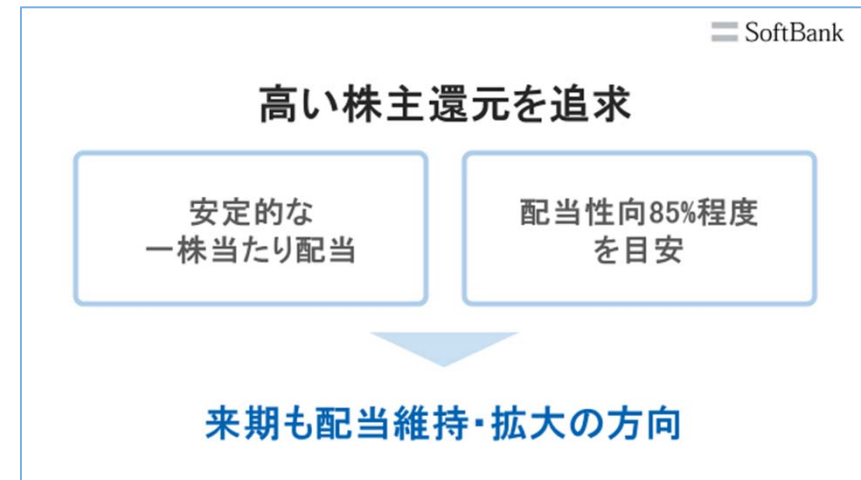 SoftBank
高い株主還元を追求
安定的な
一株当たり配当
配当性向85%程度
を目安
来期も配当維持・拡大の方向